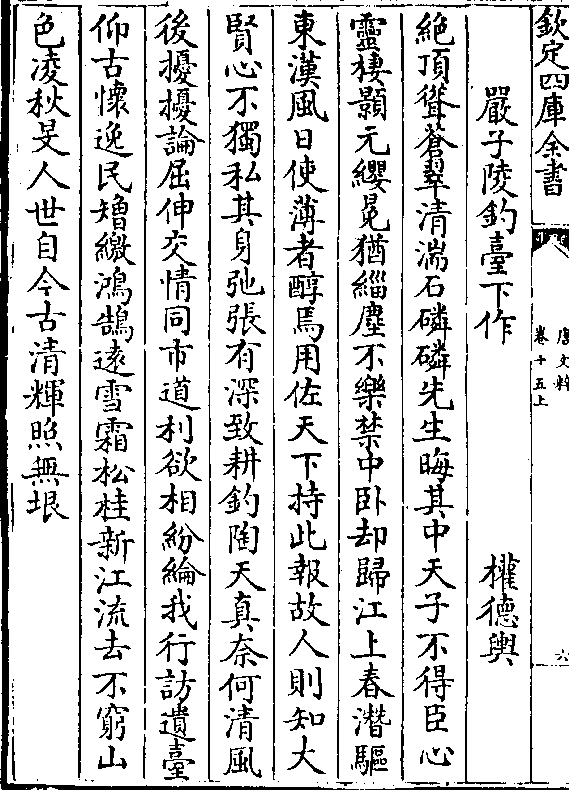 欽定四庫全書
唐文粹
卷十五上
六
嚴子陵釣臺下作　權德輿
絶頂聳蒼翠清湍石磷磷先生晦其中天子不得臣心
靈棲顥元纓冕猶緇塵不樂禁中卧却歸江上春潛驅
東漢風日使薄者醇焉用佐天下持此報故人則知大
賢心不獨私其身弛張有深致耕釣陶天真奈何清風
後擾擾論屈伸交情同市道利欲相紛綸我行訪遺臺
仰古懷逸民矰繳鴻鵠遠雪霜松桂新江流去不窮山
色凌秋旻人世自今古清輝照無垠